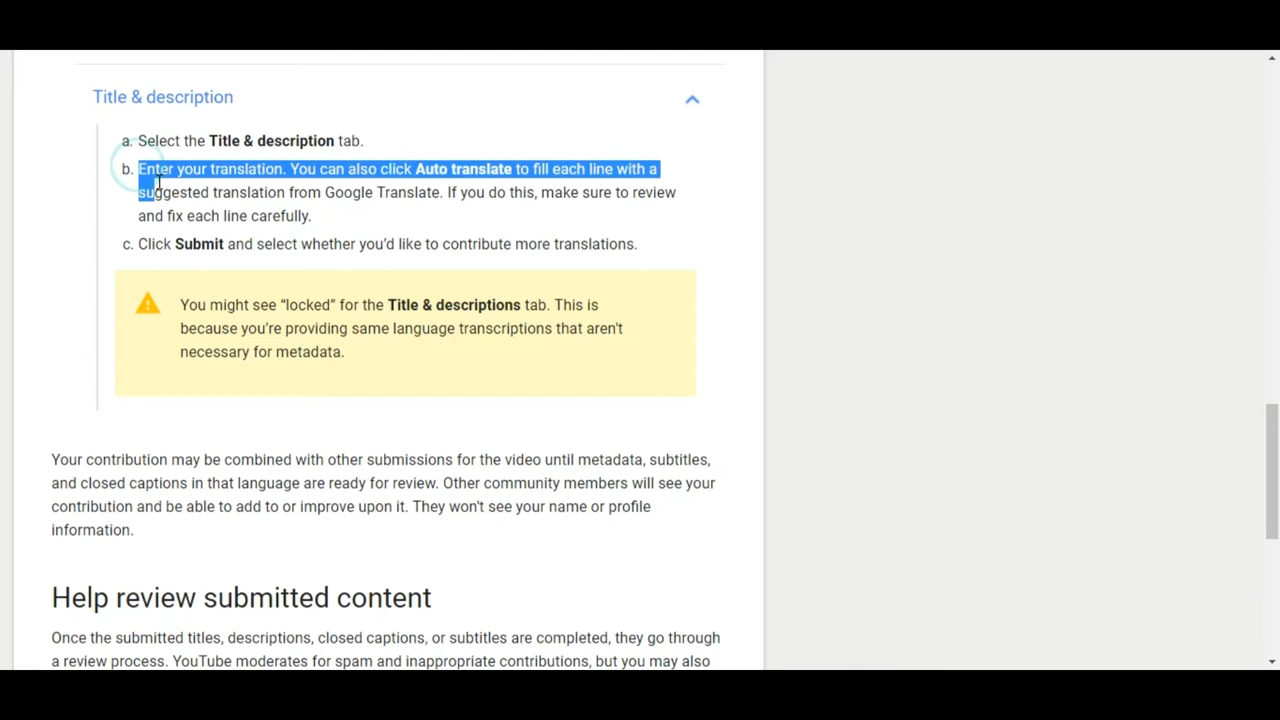 Title & description
a. Select the Title & description tab.
b. Enter your translation. You can also click Auto translate to fill each line with a
suggested translation from Google Translate. If you do this, make sure to review
and fix each line carefully.
c. Click Submit and select whether you’d like to contribute more translations.
You might see “locked” for the Title & descriptions tab. This is
because you’re providing same language transcriptions that aren't
necessary for metadata.
Your contribution may be combined with other submissions for the video until metadata, subtitles,
and closed captions in that language are ready for review. Other community members will see your
contribution and be able to add to or improve upon it. They won't see your name or profile
information.
Help review submitted content
Once the submitted titles, descriptions, closed captions, or subtitles are completed, they go through
a review process. YouTube moderates for spam and inappropriate contributions, but you may also